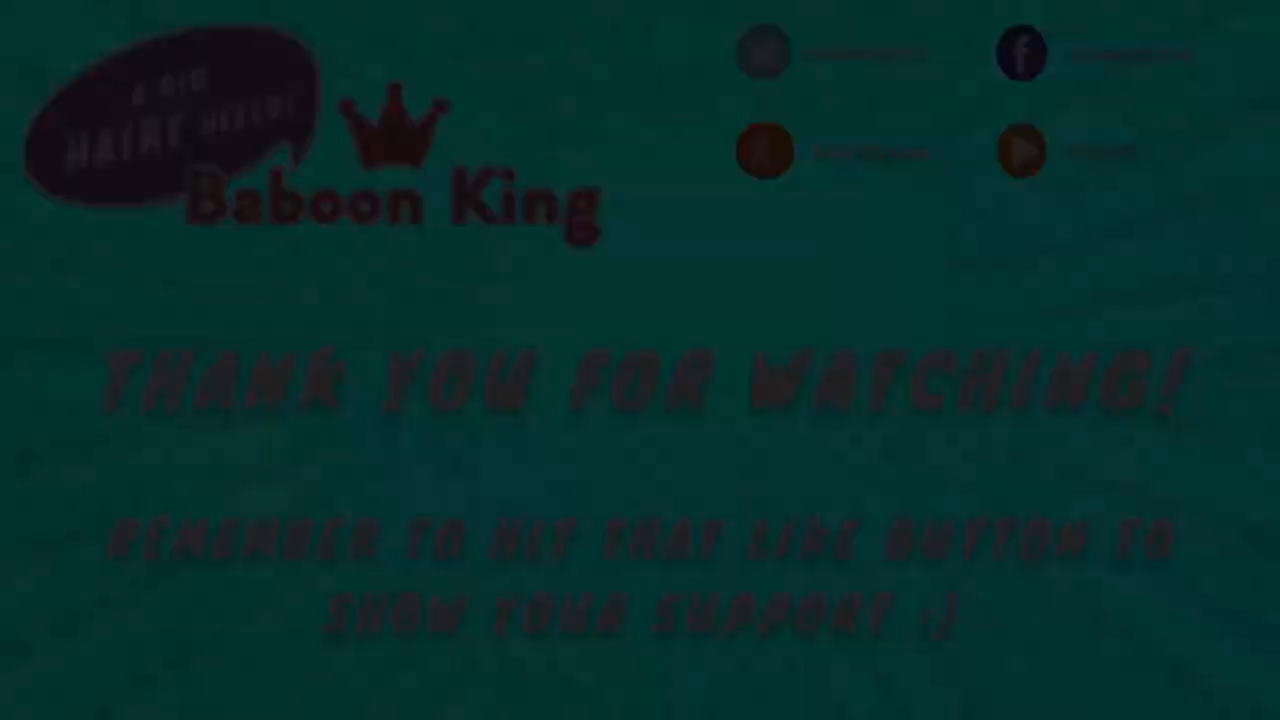 A BIG
HAIRY HELLO!
Baboon King
THANK YOU FOR WATCHING!
REMEMBER TO HIT THAT LIKE BUTTON TO
SHOW YOUR SUPPORT :)